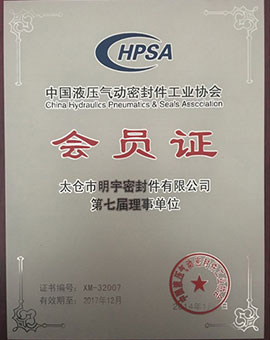 CHPSA
中国液压气动密封件工业协会
China Hydraulics Pneumatics & Seals Association
会员证
太仓市明宇密封件有限公司
第七届理事单位
证书编号: XM-32007
有效期至: 2017年12月